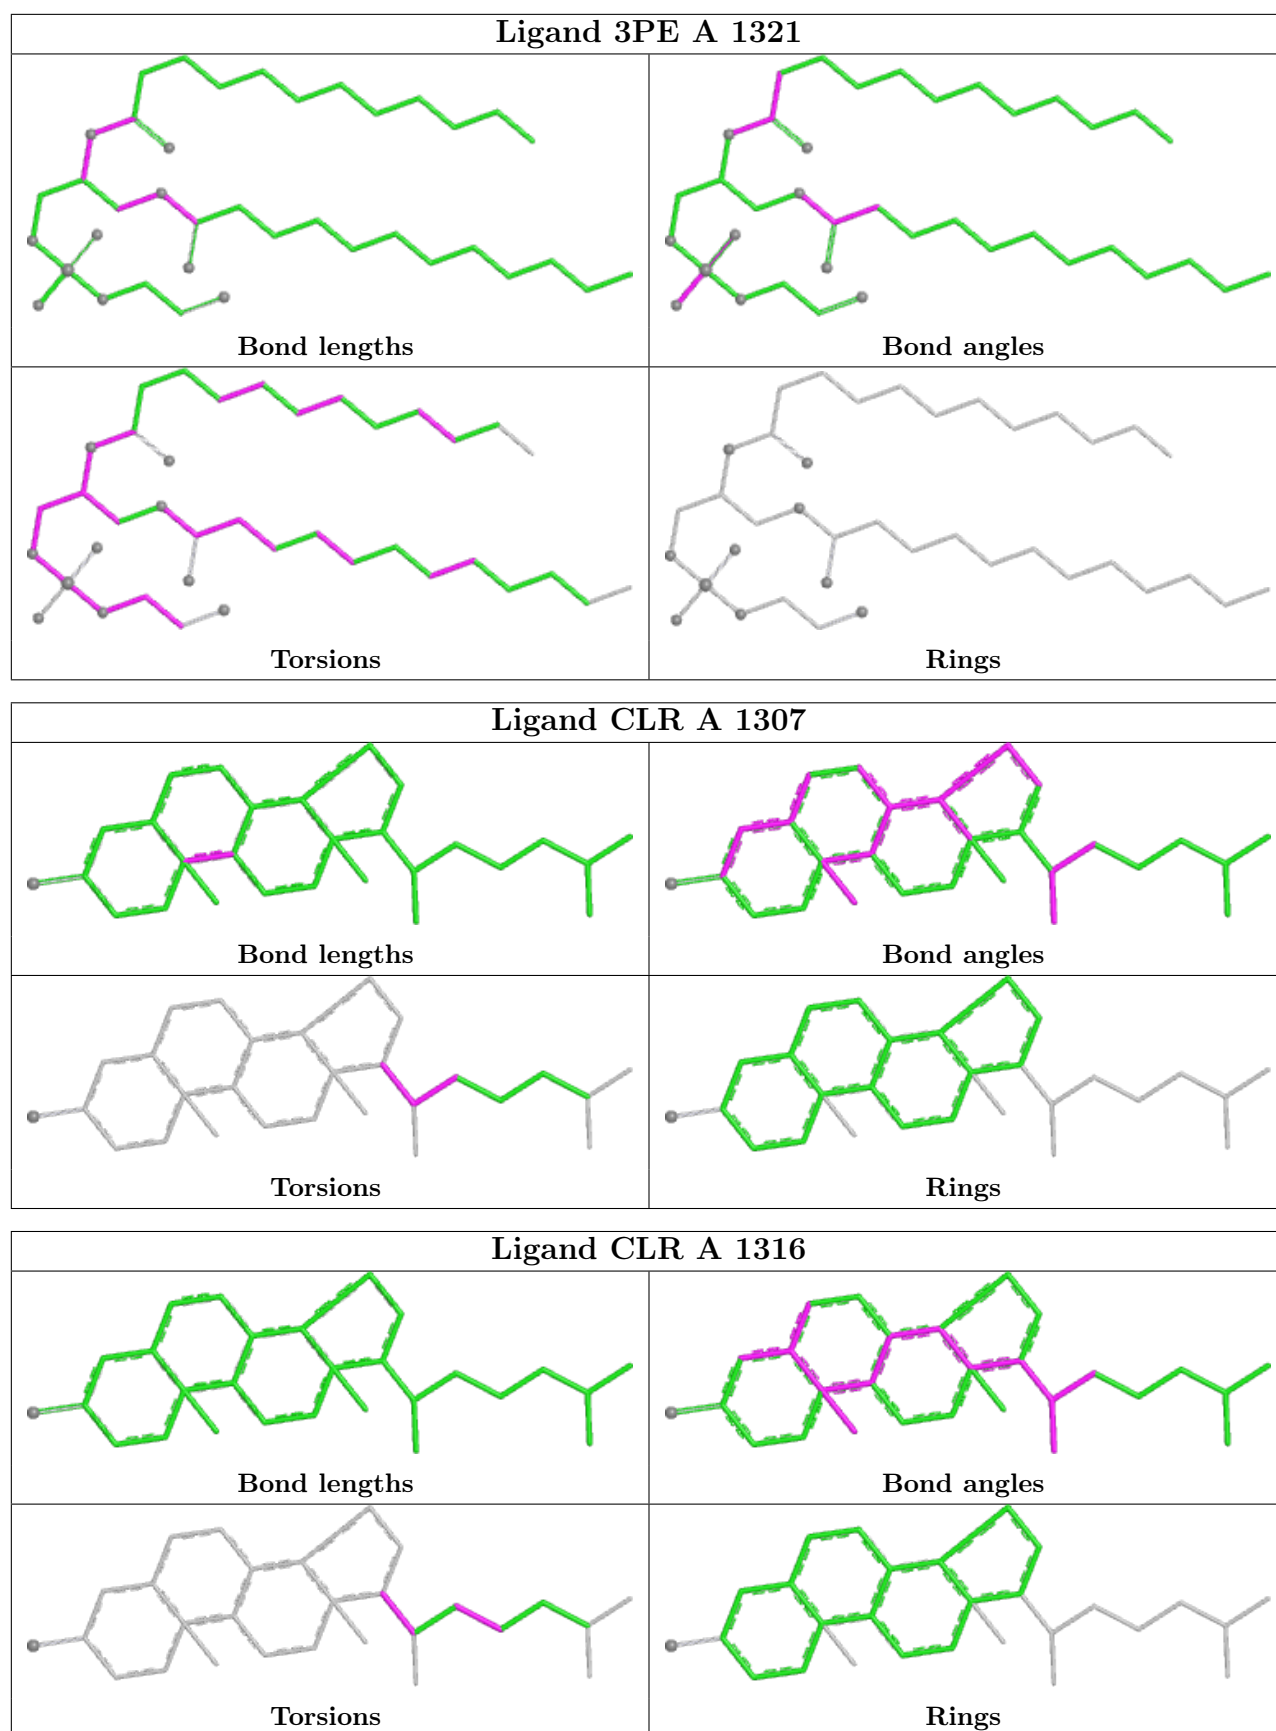 Ligand 3PE A 1321
Bond lengths
Bond angles
Torsions
Rings
Ligand CLR A 1307
Bond lengths
Bond angles
Torsions
Rings
Ligand CLR A 1316
Bond lengths
Bond angles
Torsions
Rings